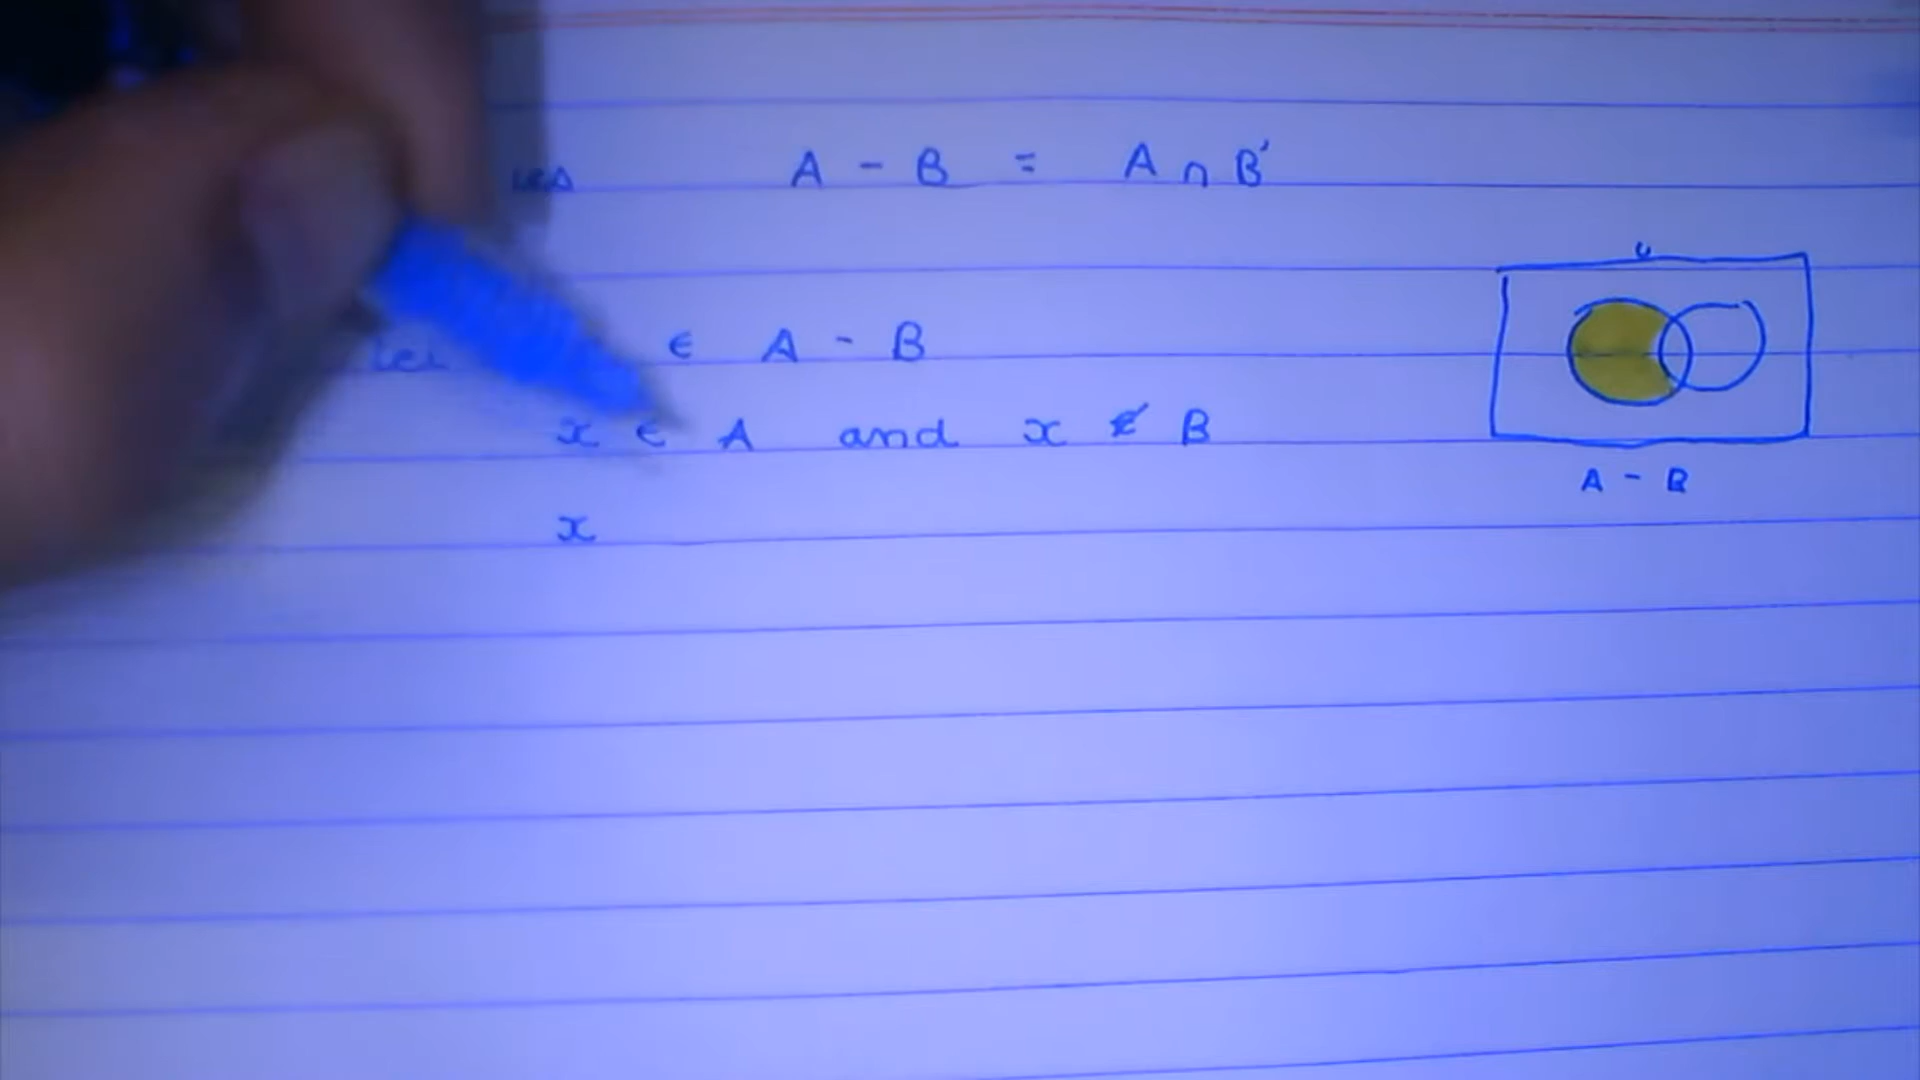 A - B = A ∩ B'
U
∈ A - B
x ∈ A and x ∉ B
A - B
x